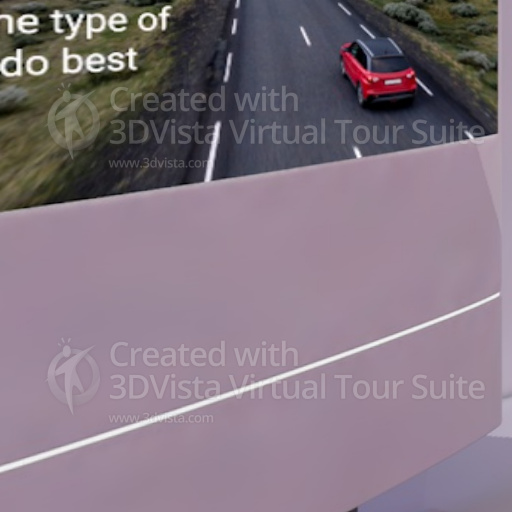 he type of
do best
Created with
3DVista Virtual Tour Suite
www.3dvista.com
Created with
3DVista Virtual Tour Suite
www.3dvista.com